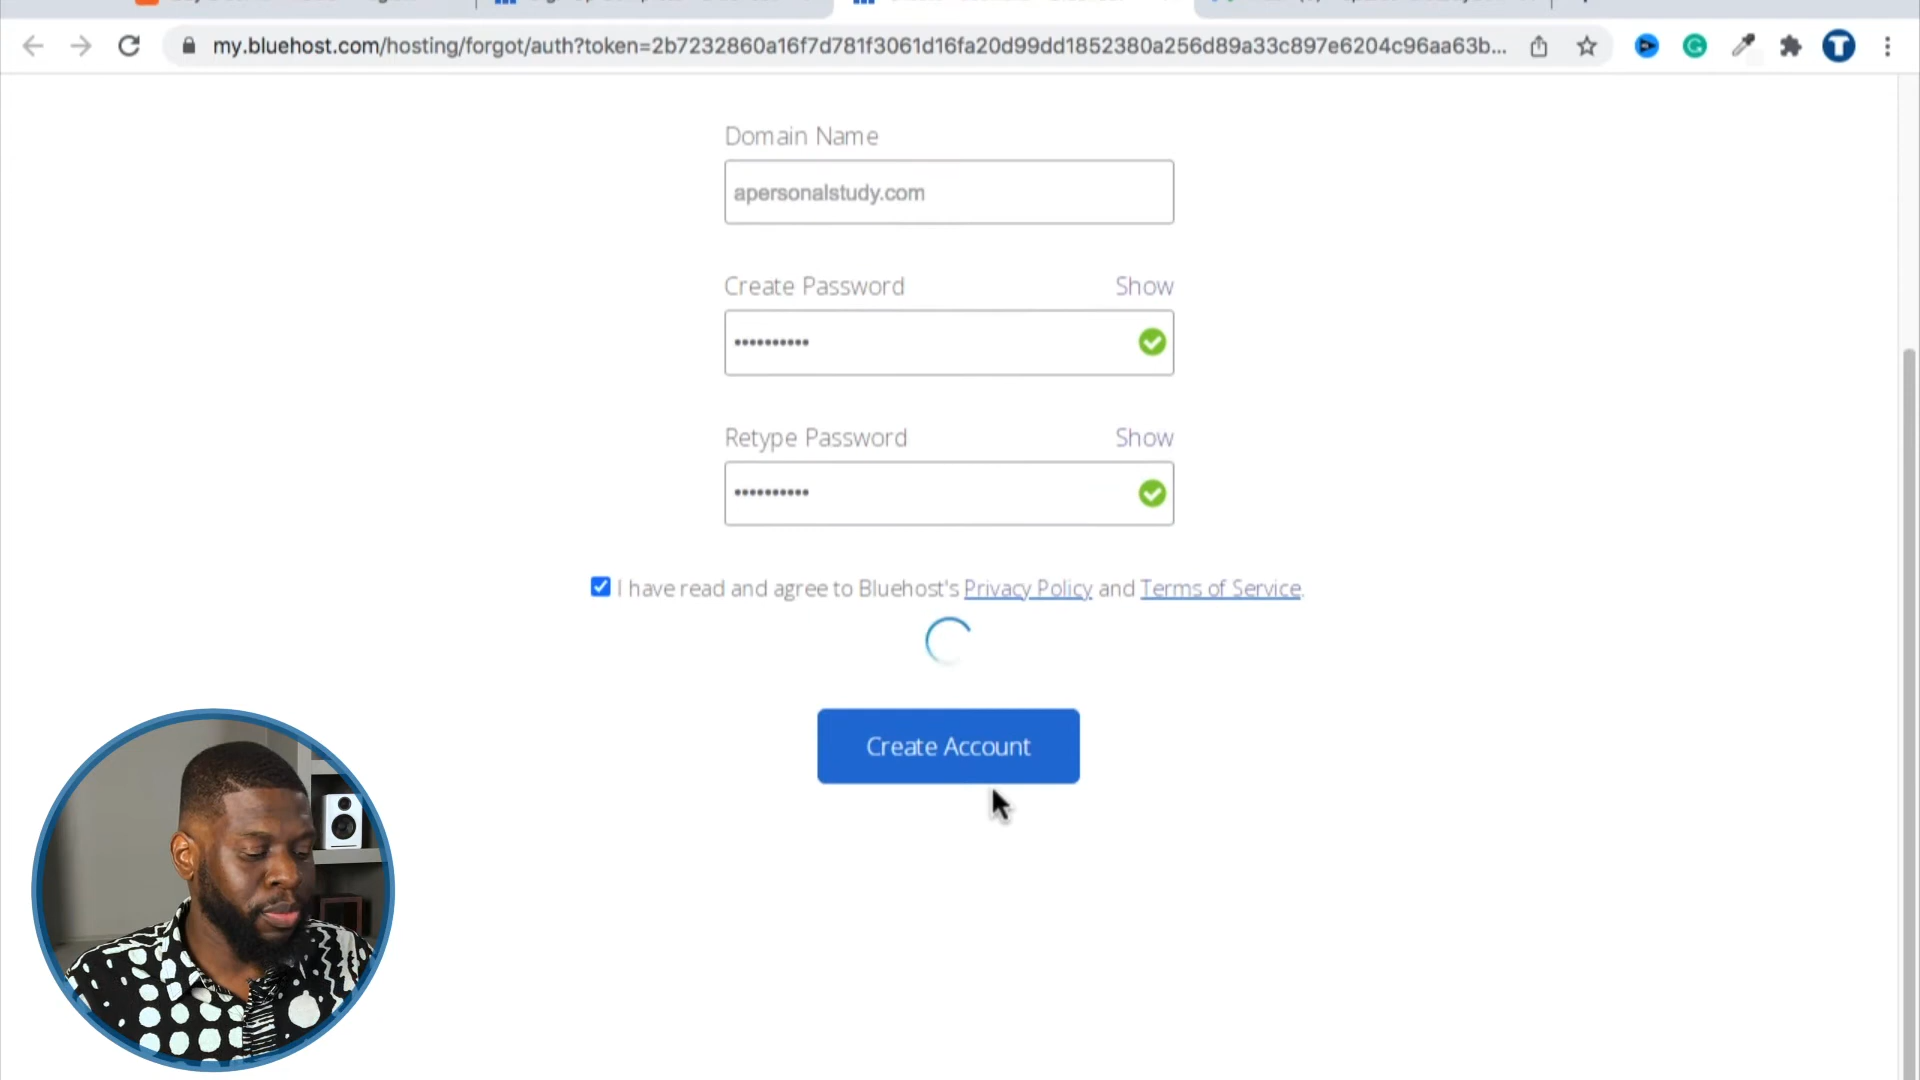 my.bluehost.com/hosting/forgot/auth?token=2b7232860a16f7d781f3061d16fa20d99dd1852380a256d89a33c897e6204c96aa63b...
Domain Name
apersonalstudy.com
Create Password Show
••••••••••
Retype Password Show
••••••••••
I have read and agree to Bluehost's Privacy Policy and Terms of Service.
Create Account